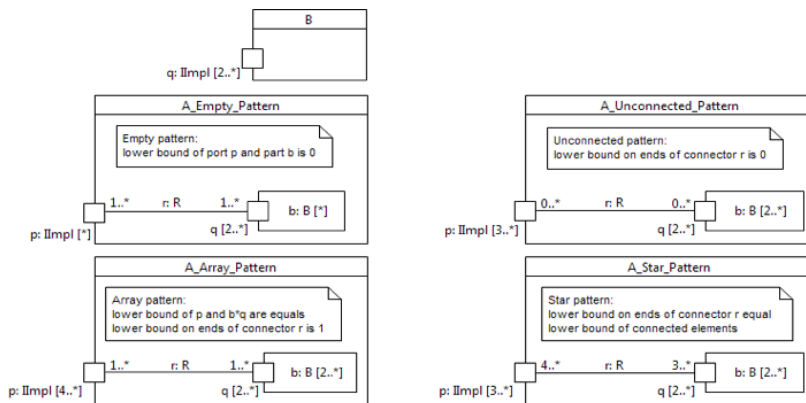 B
q: IImpl [2..*]
A_Empty_Pattern
Empty pattern:
lower bound of port p and part b is 0
1..*
r: R
1..*
b: B [*]
p: IImpl [*]
q [2..*]
A_Unconnected_Pattern
Unconnected pattern:
lower bound on ends of connector r is 0
0..*
r: R
0..*
b: B [2..*]
p: IImpl [3..*]
q [2..*]
A_Array_Pattern
Array pattern:
lower bound of p and b*q are equals
lower bound on ends of connector r is 1
1..*
r: R
1..*
b: B [2..*]
p: IImpl [4..*]
q [2..*]
A_Star_Pattern
Star pattern:
lower bound on ends of connector r equal
lower bound of connected elements
4..*
r: R
3..*
b: B [2..*]
p: IImpl [3..*]
q [2..*]